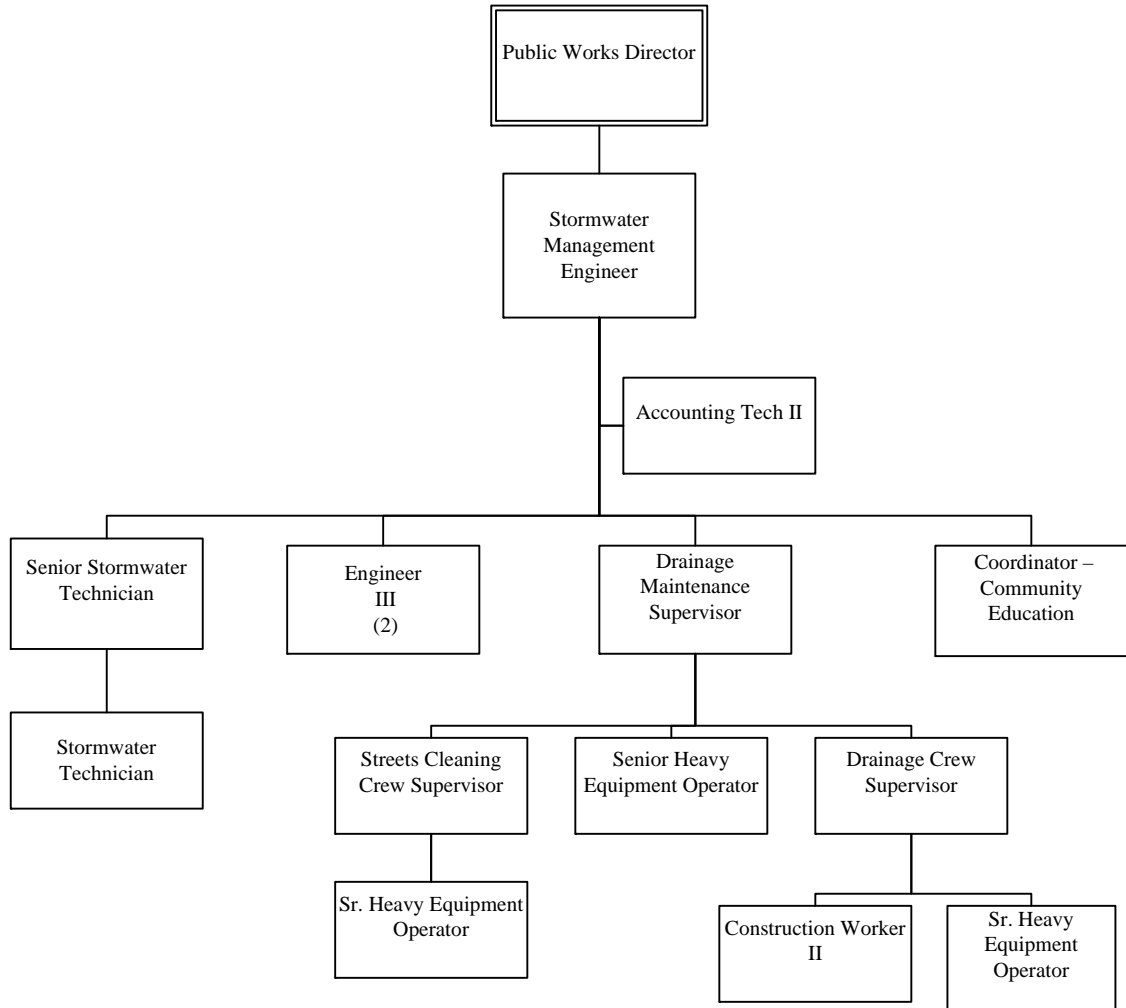 Public Works Director
Stormwater
Management
Engineer
Accounting Tech II
Senior Stormwater
Technician
Engineer
III
(2)
Drainage
Maintenance
Supervisor
Coordinator –
Community
Education
Stormwater
Technician
Streets Cleaning
Crew Supervisor
Senior Heavy
Equipment Operator
Drainage Crew
Supervisor
Sr. Heavy Equipment
Operator
Construction Worker
II
Sr. Heavy
Equipment
Operator